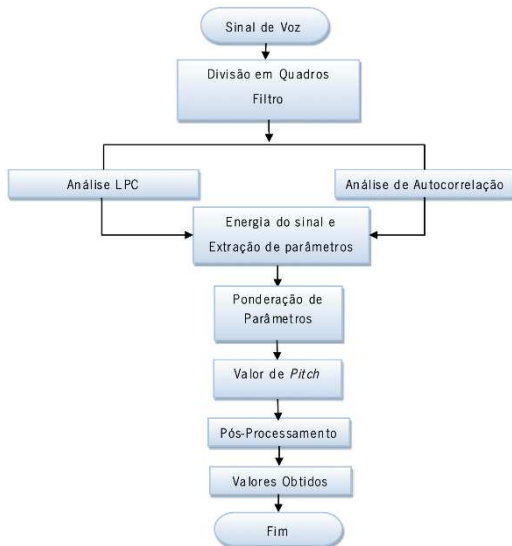 Sinal de Voz
Divisão em Quadros
Filtro
Análise LPC
Análise de Autocorrelação
Energia do sinal e
Extração de parâmetros
Ponderação de
Parâmetros
Valor de Pitch
Pós-Processamento
Valores Obtidos
Fim